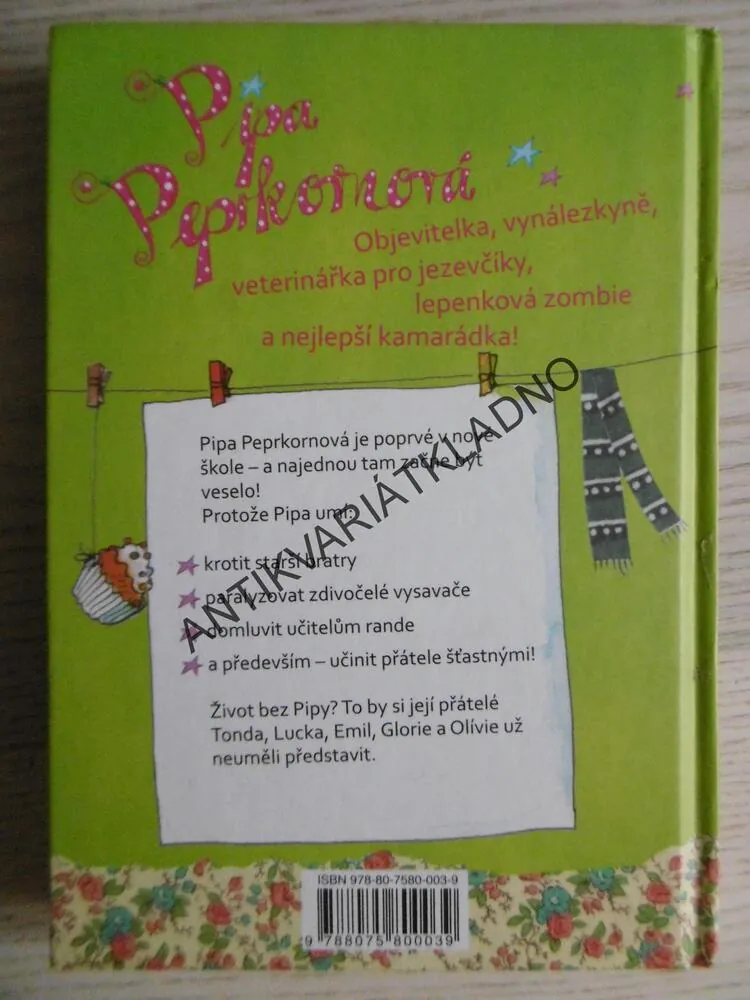 Pipa
Peprkornová
Objevitelka, vynálezkyně,
veterinářka pro jezevčíky,
lepenková zombie
a nejlepší kamarádka!
Pipa Peprkornová je poprvé v nové
škole – a najednou tam začne být
veselo!
Protože Pipa umí:
krotit starší bratry
paralyzovat zdivočelé vysavače
domluvit učitelům rande
a především – učinit přátele šťastnými!
Život bez Pipy? To by si její přátelé
Tonda, Lucka, Emil, Glorie a Olívie už
neuměli představit.
ANTIKVARIÁTKLADNO
ISBN 978-80-7580-003-9
9 788075 800039